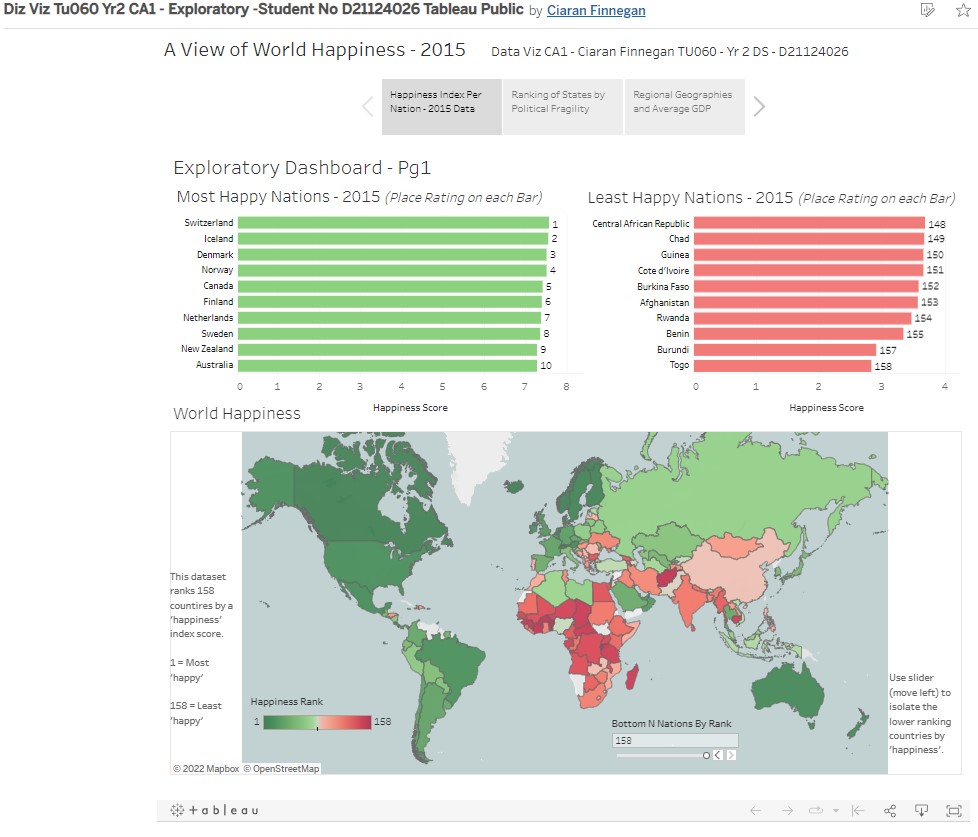 Diz Viz Tu060 Yr2 CA1 - Exploratory -Student No D21124026 Tableau Public by Ciaran Finnegan
A View of World Happiness - 2015 Data Viz CA1 - Ciaran Finnegan TU060 - Yr 2 DS - D21124026
Happiness Index Per
Nation - 2015 Data
Ranking of States by
Political Fragility
Regional Geographies
and Average GDP
Exploratory Dashboard - Pg1
Most Happy Nations - 2015 (Place Rating on each Bar)
Switzerland 1
Iceland 2
Denmark 3
Norway 4
Canada 5
Finland 6
Netherlands 7
Sweden 8
New Zealand 9
Australia 10
0 1 2 3 4 5 6 7 8
Happiness Score
Least Happy Nations - 2015 (Place Rating on each Bar)
Central African Republic 148
Chad 149
Guinea 150
Cote d'Ivoire 151
Burkina Faso 152
Afghanistan 153
Rwanda 154
Benin 155
Burundi 157
Togo 158
0 1 2 3 4
Happiness Score
World Happiness
This dataset
ranks 158
countires by a
'happiness'
index score.
1 = Most
'happy'
158 = Least
'happy'
Happiness Rank
1 158
Bottom N Nations By Rank
158
Use slider
(move left) to
isolate the
lower ranking
countries by
'happiness'.
© 2022 Mapbox © OpenStreetMap
+ a b l e a u